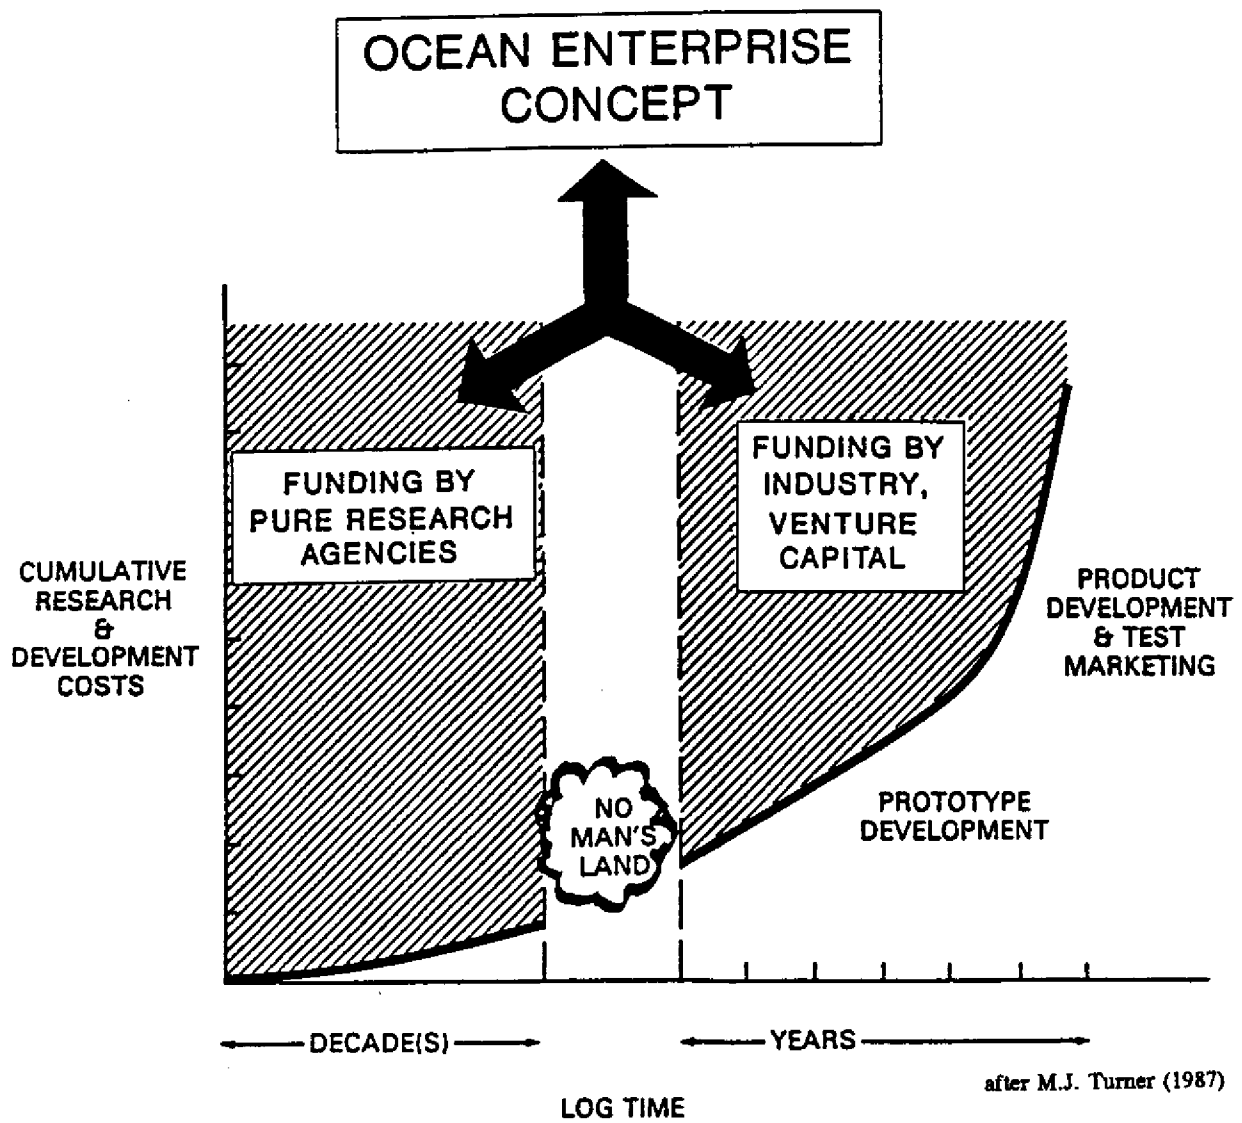 OCEAN ENTERPRISE
CONCEPT
FUNDING BY
PURE RESEARCH
AGENCIES
FUNDING BY
INDUSTRY,
VENTURE
CAPITAL
CUMULATIVE
RESEARCH
&
DEVELOPMENT
COSTS
PRODUCT
DEVELOPMENT
& TEST
MARKETING
NO
MAN'S
LAND
PROTOTYPE
DEVELOPMENT
DECADE(S)
YEARS
after M.J. Turner (1987)
LOG TIME